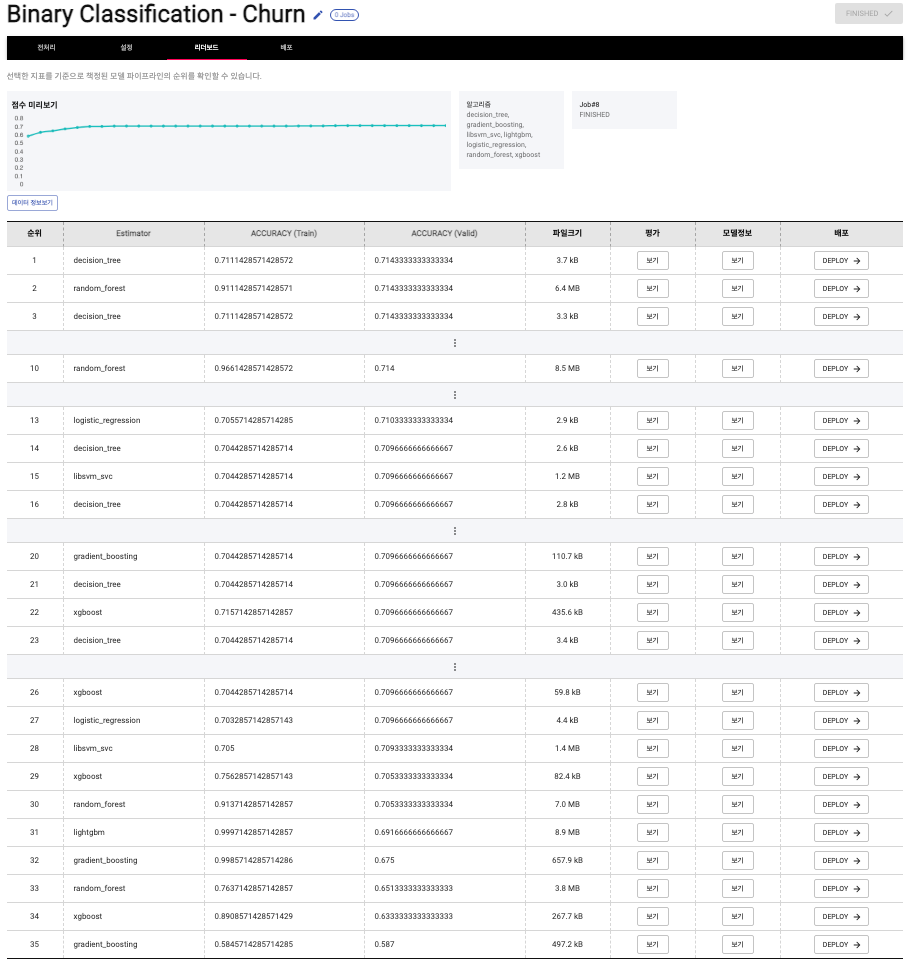 Binary Classification - Churn
0 Jobs
FINISHED
전처리 설정 리더보드 배포
선택한 지표를 기준으로 책정된 모델 파이프라인의 순위를 확인할 수 있습니다.
점수 미리보기
0.8
0.7
0.6
0.5
0.4
0.3
0.2
0.1
0
알고리즘
decision_tree,
gradient_boosting,
libsvm_svc, lightgbm,
logistic_regression,
random_forest, xgboost
Job#8
FINISHED
데이터 정보보기
순위 Estimator ACCURACY (Train) ACCURACY (Valid) 파일크기 평가 모델정보 배포
1 decision_tree 0.7111428571428572 0.7143333333333334 3.7 kB 보기 보기 DEPLOY →
2 random_forest 0.9111428571428571 0.7143333333333334 6.4 MB 보기 보기 DEPLOY →
3 decision_tree 0.7111428571428572 0.7143333333333334 3.3 kB 보기 보기 DEPLOY →
10 random_forest 0.9661428571428572 0.714 8.5 MB 보기 보기 DEPLOY →
13 logistic_regression 0.7055714285714285 0.7103333333333334 2.9 kB 보기 보기 DEPLOY →
14 decision_tree 0.7044285714285714 0.7096666666666667 2.6 kB 보기 보기 DEPLOY →
15 libsvm_svc 0.7044285714285714 0.7096666666666667 1.2 MB 보기 보기 DEPLOY →
16 decision_tree 0.7044285714285714 0.7096666666666667 2.8 kB 보기 보기 DEPLOY →
20 gradient_boosting 0.7044285714285714 0.7096666666666667 110.7 kB 보기 보기 DEPLOY →
21 decision_tree 0.7044285714285714 0.7096666666666667 3.0 kB 보기 보기 DEPLOY →
22 xgboost 0.7157142857142857 0.7096666666666667 435.6 kB 보기 보기 DEPLOY →
23 decision_tree 0.7044285714285714 0.7096666666666667 3.4 kB 보기 보기 DEPLOY →
26 xgboost 0.7044285714285714 0.7096666666666667 59.8 kB 보기 보기 DEPLOY →
27 logistic_regression 0.7032857142857143 0.7096666666666667 4.4 kB 보기 보기 DEPLOY →
28 libsvm_svc 0.705 0.7093333333333334 1.4 MB 보기 보기 DEPLOY →
29 xgboost 0.7562857142857143 0.7053333333333334 82.4 kB 보기 보기 DEPLOY →
30 random_forest 0.9137142857142857 0.7053333333333334 7.0 MB 보기 보기 DEPLOY →
31 lightgbm 0.9997142857142857 0.6916666666666667 8.9 MB 보기 보기 DEPLOY →
32 gradient_boosting 0.9985714285714286 0.675 657.9 kB 보기 보기 DEPLOY →
33 random_forest 0.7637142857142857 0.6513333333333333 3.8 MB 보기 보기 DEPLOY →
34 xgboost 0.8908571428571429 0.6333333333333333 267.7 kB 보기 보기 DEPLOY →
35 gradient_boosting 0.5845714285714285 0.587 497.2 kB 보기 보기 DEPLOY →